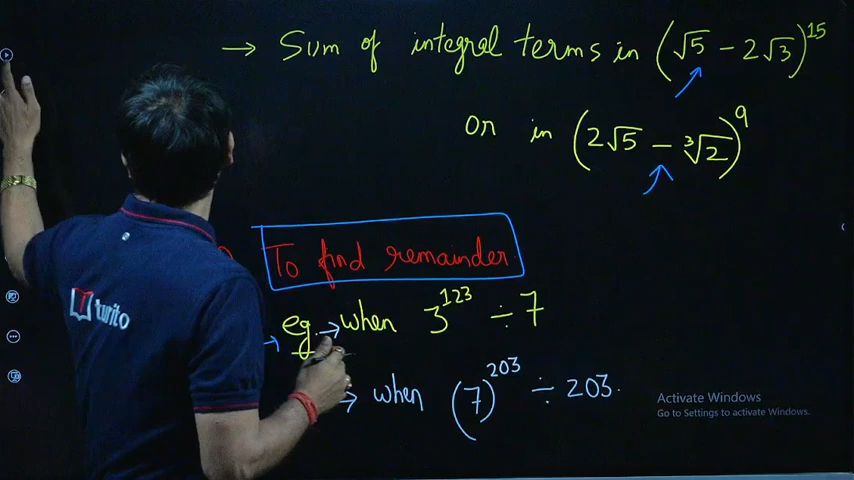 → Sum of integral terms in (√5 − 2√3)^15
or in (2√5 − ∛2)^9
To find remainder
eg. → when 3^123 ÷ 7
→ when (7)^203 ÷ 203.
turito
Activate Windows
Go to Settings to activate Windows.